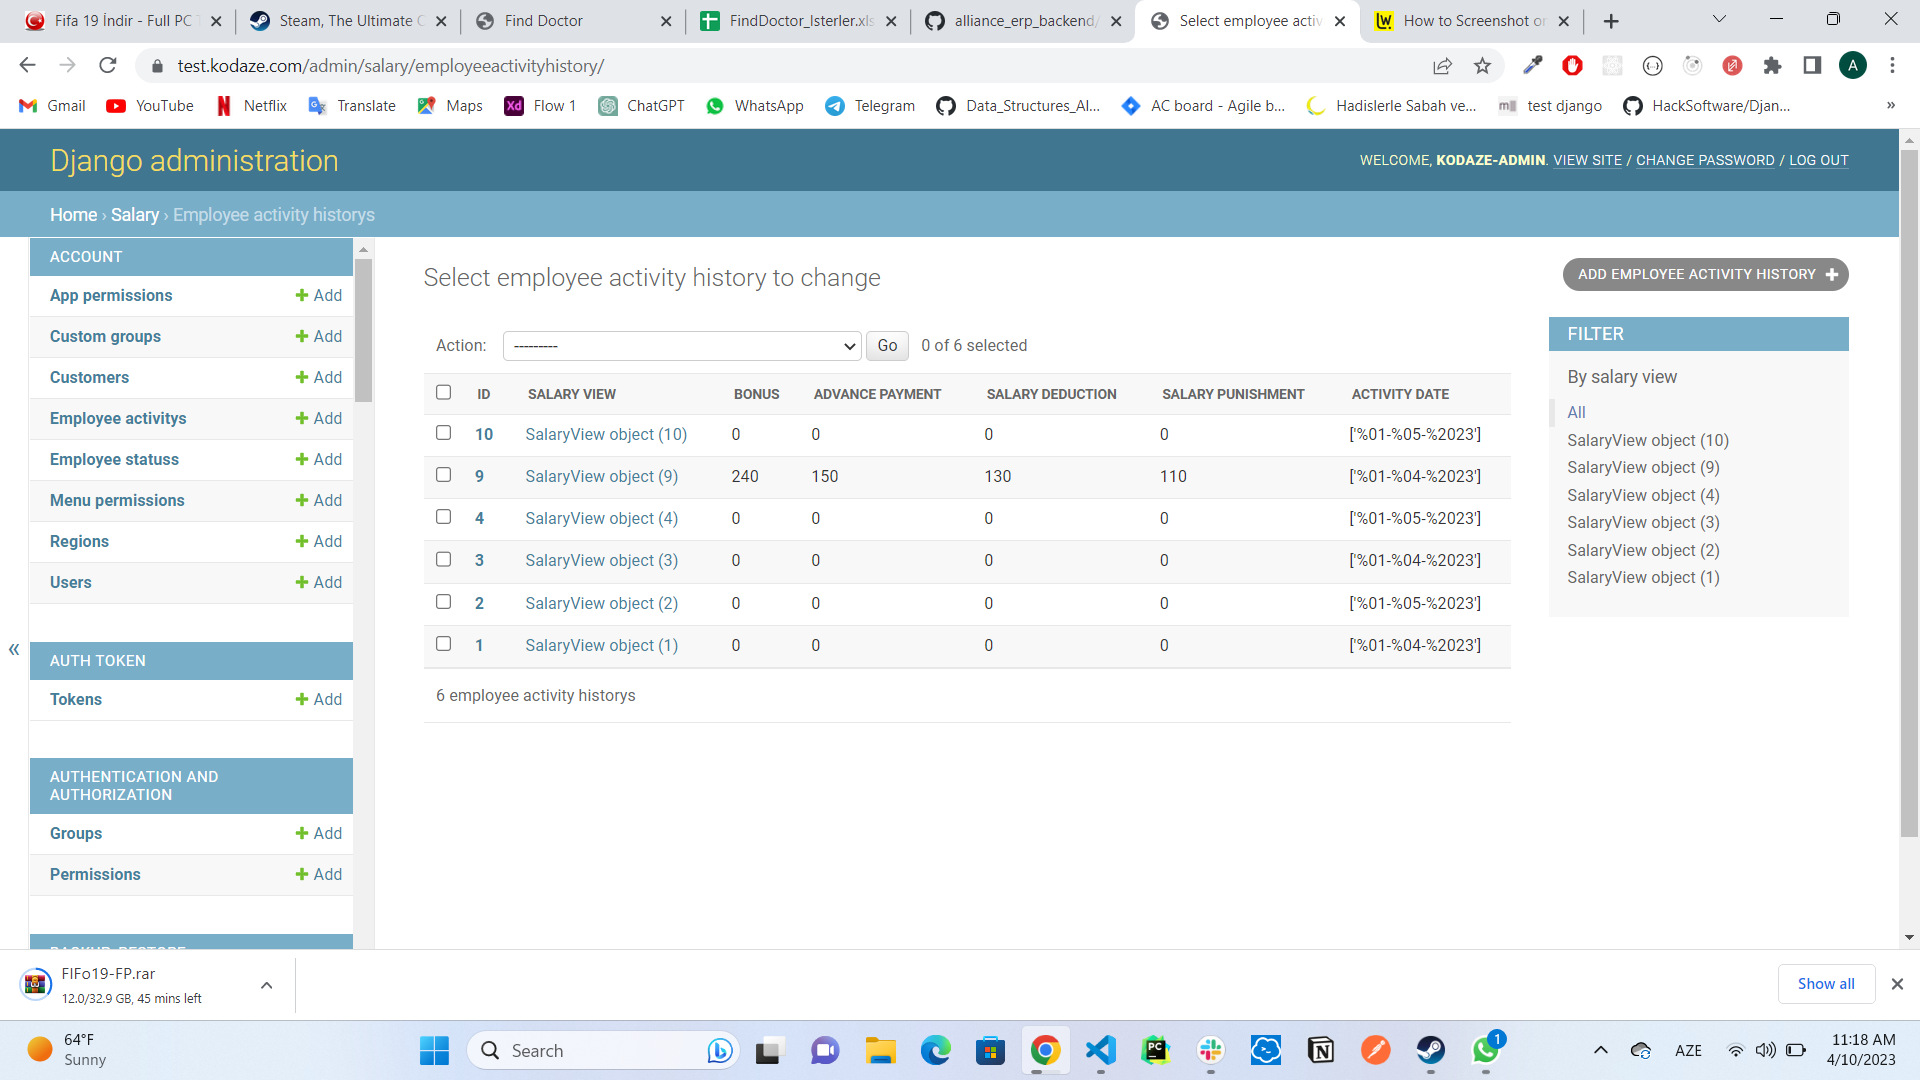 Fifa 19 İndir - Full PC T
Steam, The Ultimate O
Find Doctor
FindDoctor_Isterler.xls
alliance_erp_backend/
Select employee activ
How to Screenshot on
test.kodaze.com/admin/salary/employeeactivityhistory/
A
Gmail
YouTube
Netflix
Translate
Maps
Xd Flow 1
ChatGPT
WhatsApp
Telegram
Data_Structures_Al...
AC board - Agile b...
Hadislerle Sabah ve...
test django
HackSoftware/Djan...
»
Django administration
WELCOME, KODAZE-ADMIN. VIEW SITE / CHANGE PASSWORD / LOG OUT
Home › Salary › Employee activity historys
ACCOUNT
App permissions + Add
Custom groups + Add
Customers + Add
Employee activitys + Add
Employee statuss + Add
Menu permissions + Add
Regions + Add
Users + Add
«
AUTH TOKEN
Tokens + Add
AUTHENTICATION AND
AUTHORIZATION
Groups + Add
Permissions + Add
BACKUP-RESTORE
Select employee activity history to change
ADD EMPLOYEE ACTIVITY HISTORY +
Action: --------- Go 0 of 6 selected
ID SALARY VIEW BONUS ADVANCE PAYMENT SALARY DEDUCTION SALARY PUNISHMENT ACTIVITY DATE
10 SalaryView object (10) 0 0 0 0 ['%01-%05-%2023']
9 SalaryView object (9) 240 150 130 110 ['%01-%04-%2023']
4 SalaryView object (4) 0 0 0 0 ['%01-%05-%2023']
3 SalaryView object (3) 0 0 0 0 ['%01-%04-%2023']
2 SalaryView object (2) 0 0 0 0 ['%01-%05-%2023']
1 SalaryView object (1) 0 0 0 0 ['%01-%04-%2023']
6 employee activity historys
FILTER
By salary view
All
SalaryView object (10)
SalaryView object (9)
SalaryView object (4)
SalaryView object (3)
SalaryView object (2)
SalaryView object (1)
FIFo19-FP.rar
12.0/32.9 GB, 45 mins left
Show all
64°F
Sunny
Search
PC
1
AZE
11:18 AM
4/10/2023